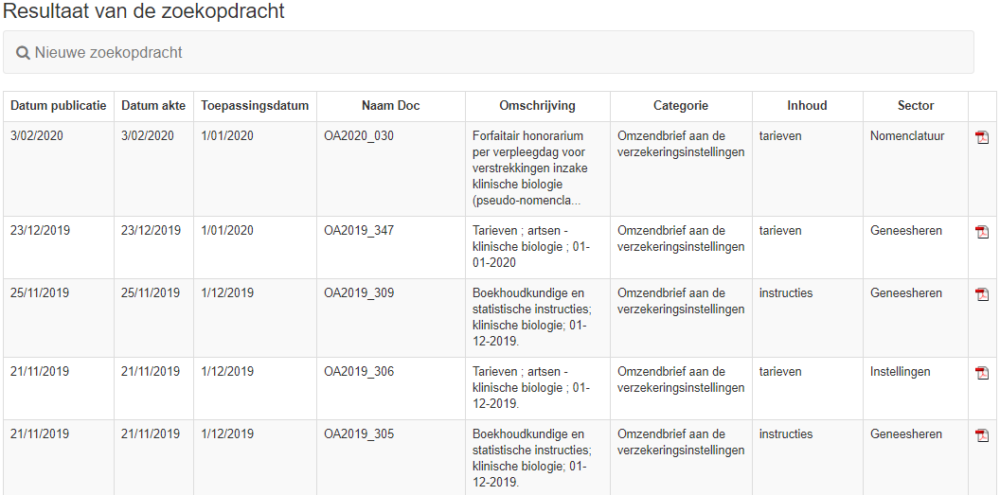 Resultaat van de zoekopdracht
Nieuwe zoekopdracht
Datum publicatie Datum akte Toepassingsdatum Naam Doc Omschrijving Categorie Inhoud Sector
3/02/2020 3/02/2020 1/01/2020 OA2020_030 Forfaitair honorarium Omzendbrief aan de tarieven Nomenclatuur
per verpleegdag voor verzekeringsinstellingen
verstrekkingen inzake
klinische biologie
(pseudo-nomencla...
23/12/2019 23/12/2019 1/01/2020 OA2019_347 Tarieven ; artsen - Omzendbrief aan de tarieven Geneesheren
klinische biologie ; 01- verzekeringsinstellingen
01-2020
25/11/2019 25/11/2019 1/12/2019 OA2019_309 Boekhoudkundige en Omzendbrief aan de instructies Geneesheren
statistische instructies; verzekeringsinstellingen
klinische biologie; 01-
12-2019.
21/11/2019 21/11/2019 1/12/2019 OA2019_306 Tarieven ; artsen - Omzendbrief aan de tarieven Instellingen
klinische biologie ; 01- verzekeringsinstellingen
12-2019.
21/11/2019 21/11/2019 1/12/2019 OA2019_305 Boekhoudkundige en Omzendbrief aan de instructies Geneesheren
statistische instructies; verzekeringsinstellingen
klinische biologie; 01-
12-2019.